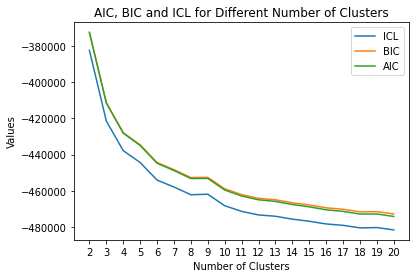 AIC, BIC and ICL for Different Number of Clusters
ICL
BIC
AIC
−380000
−400000
−420000
−440000
−460000
−480000
Values
2 3 4 5 6 7 8 9 10 11 12 13 14 15 16 17 18 19 20
Number of Clusters